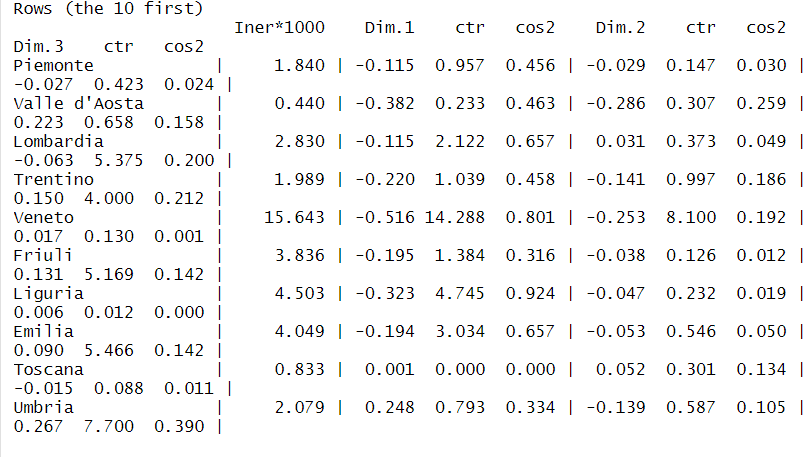 Rows (the 10 first)
                      Iner*1000    Dim.1    ctr   cos2    Dim.2    ctr   cos2
Dim.3    ctr   cos2
Piemonte            |     1.840 | -0.115  0.957  0.456 | -0.029  0.147  0.030 |
-0.027  0.423  0.024 |
Valle d'Aosta       |     0.440 | -0.382  0.233  0.463 | -0.286  0.307  0.259 |
0.223  0.658  0.158 |
Lombardia           |     2.830 | -0.115  2.122  0.657 |  0.031  0.373  0.049 |
-0.063  5.375  0.200 |
Trentino            |     1.989 | -0.220  1.039  0.458 | -0.141  0.997  0.186 |
0.150  4.000  0.212 |
Veneto              |    15.643 | -0.516 14.288  0.801 | -0.253  8.100  0.192 |
0.017  0.130  0.001 |
Friuli              |     3.836 | -0.195  1.384  0.316 | -0.038  0.126  0.012 |
0.131  5.169  0.142 |
Liguria             |     4.503 | -0.323  4.745  0.924 | -0.047  0.232  0.019 |
0.006  0.012  0.000 |
Emilia              |     4.049 | -0.194  3.034  0.657 | -0.053  0.546  0.050 |
0.090  5.466  0.142 |
Toscana             |     0.833 |  0.001  0.000  0.000 |  0.052  0.301  0.134 |
-0.015  0.088  0.011 |
Umbria              |     2.079 |  0.248  0.793  0.334 | -0.139  0.587  0.105 |
0.267  7.700  0.390 |